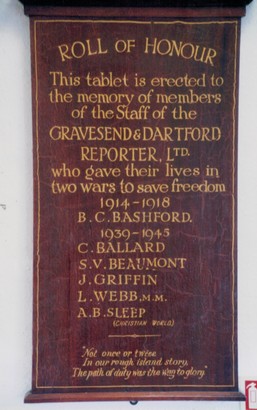 ROLL OF HONOUR
This tablet is erected to
the memory of members
of the Staff of the
GRAVESEND & DARTFORD
REPORTER, LTD.
who gave their lives in
two wars to save freedom
1914-1918
B.C.BASHFORD.
1939-1945
C. BALLARD
S.V. BEAUMONT
J. GRIFFIN
L. WEBB, M.M.
A.B. SLEEP
(CHRISTIAN WORLD)
"Not once or twice
In our rough island story,
The path of duty was the way to glory"